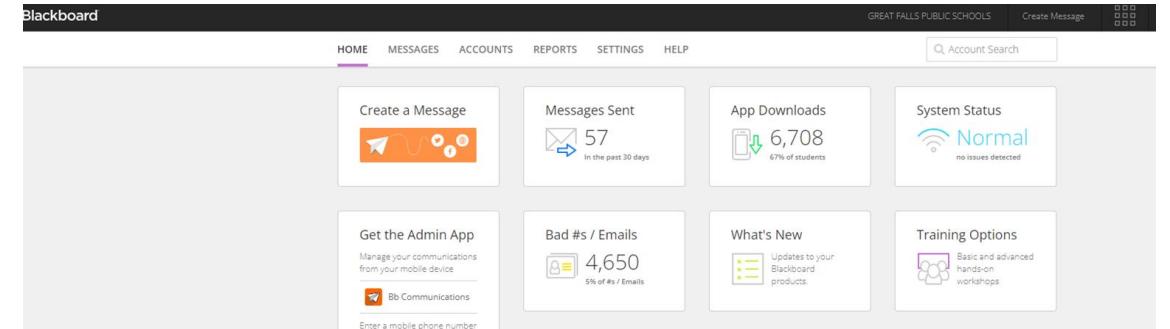 Blackboard
GREAT FALLS PUBLIC SCHOOLS Create Message
HOME MESSAGES ACCOUNTS REPORTS SETTINGS HELP
Account Search
Create a Message
Messages Sent
57
In the past 30 days
App Downloads
6,708
67% of students
System Status
Normal
no issues detected
Get the Admin App
Manage your communications
from your mobile device
Bb Communications
Enter a mobile phone number
Bad #s / Emails
4,650
5% of #s / Emails
What's New
Updates to your
Blackboard
products.
Training Options
Basic and advanced
hands-on
workshops